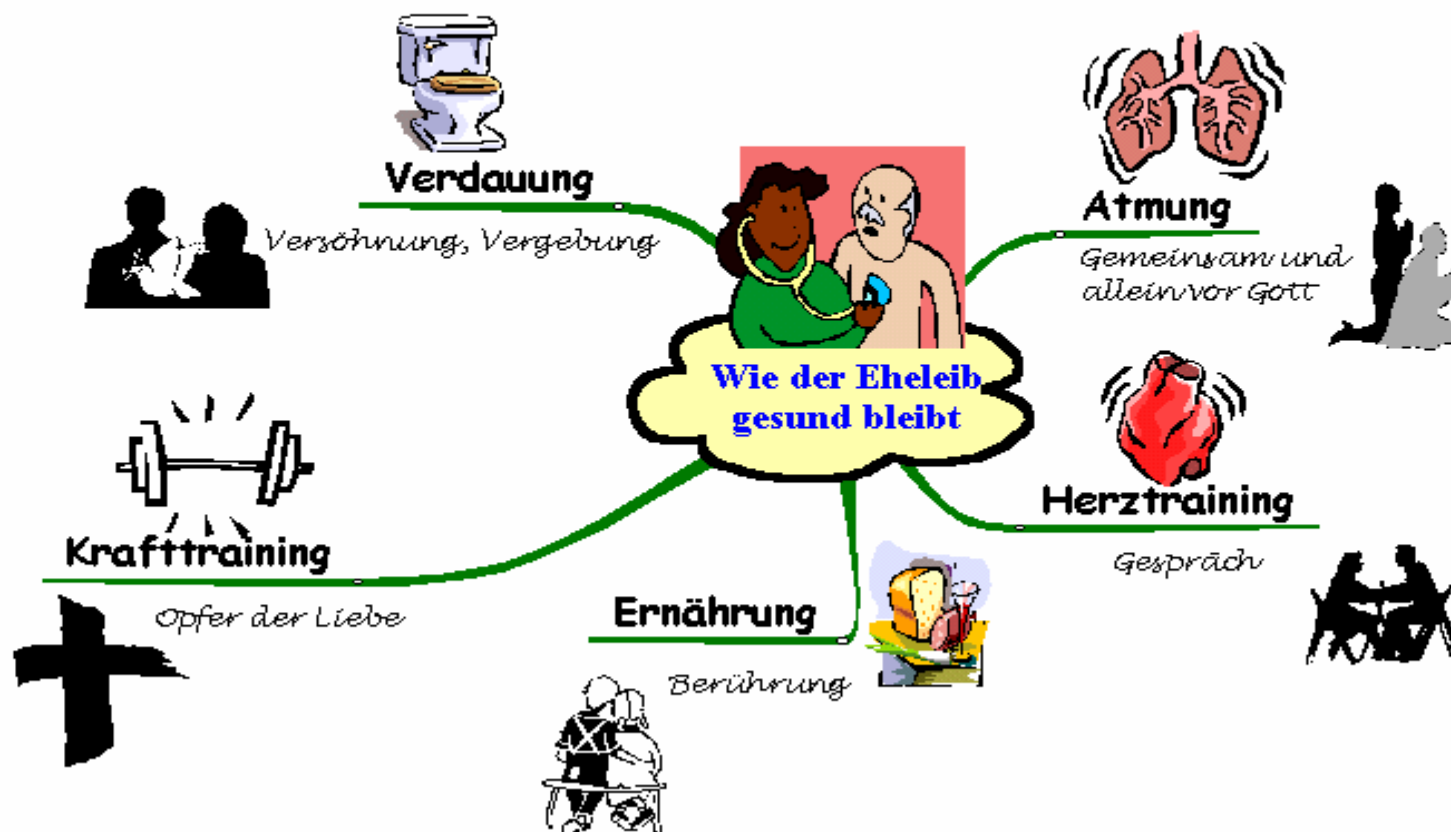 Wie der Eheleib
gesund bleibt
Atmung
Gemeinsam und
allein vor Gott
Herztraining
Gespräch
Ernährung
Berührung
Krafttraining
Opfer der Liebe
Verdauung
Versöhnung, Vergebung